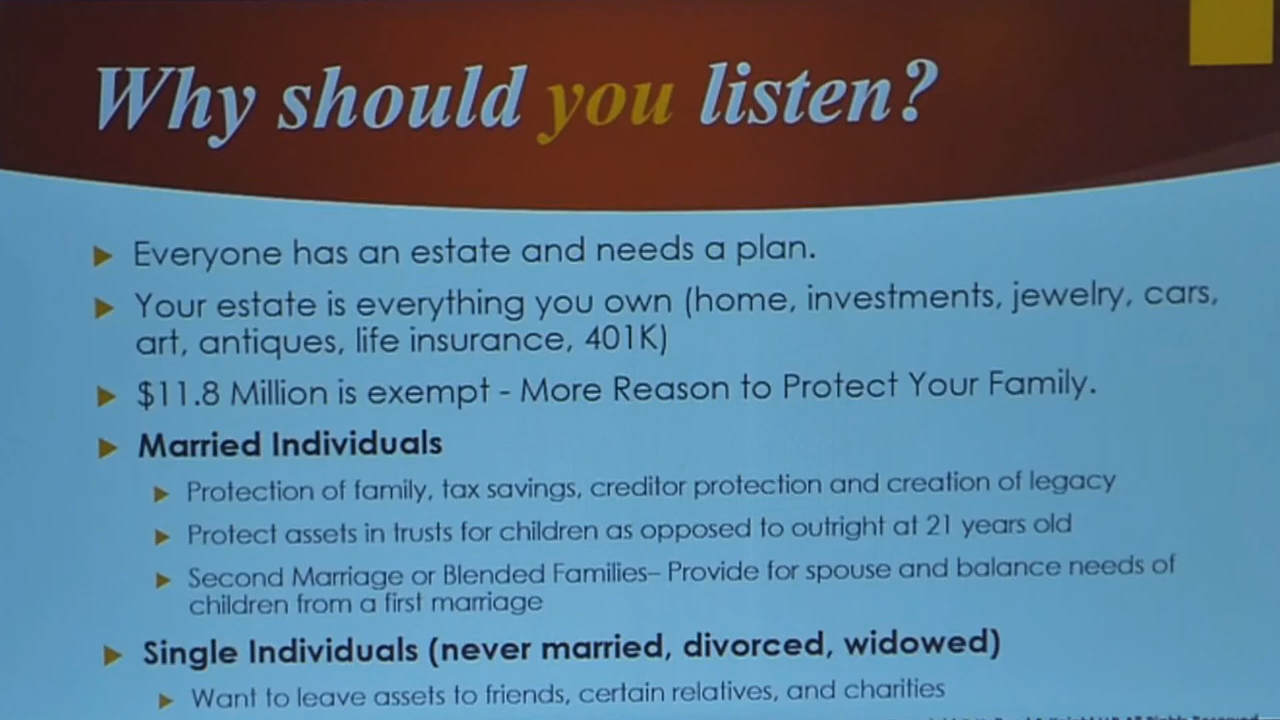 Why should you listen?
Everyone has an estate and needs a plan.
Your estate is everything you own (home, investments, jewelry, cars,
art, antiques, life insurance, 401K)
$11.8 Million is exempt - More Reason to Protect Your Family.
Married Individuals
Protection of family, tax savings, creditor protection and creation of legacy
Protect assets in trusts for children as opposed to outright at 21 years old
Second Marriage or Blended Families– Provide for spouse and balance needs of
children from a first marriage
Single Individuals (never married, divorced, widowed)
Want to leave assets to friends, certain relatives, and charities